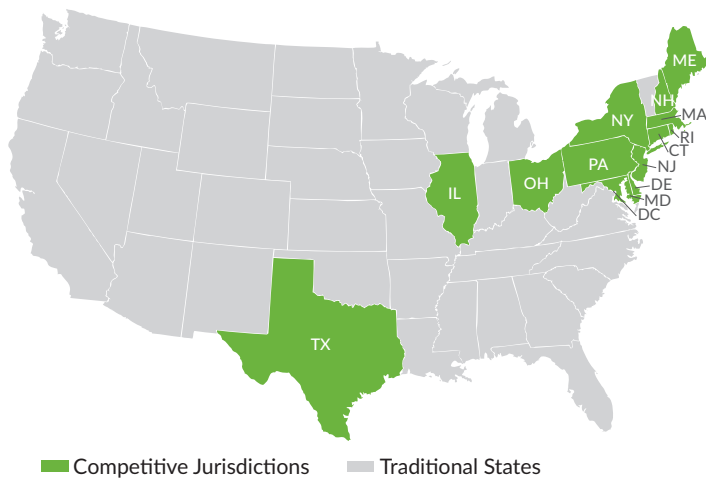 ME
NH
MA
NY
RI
CT
PA
NJ
IL
OH
DE
MD
DC
TX
Competitive Jurisdictions
Traditional States